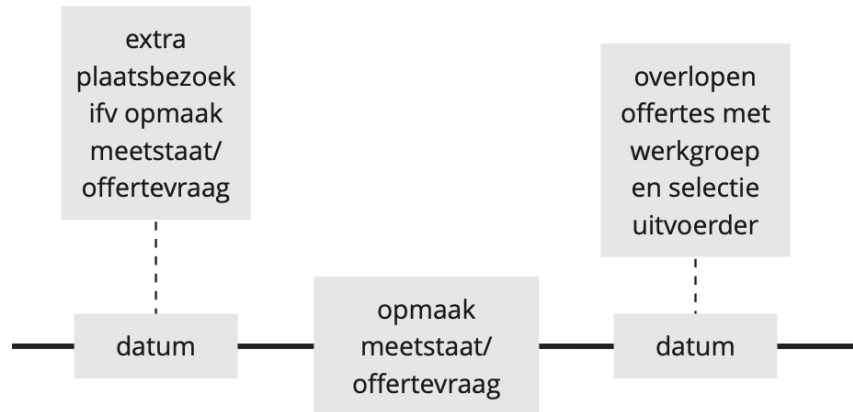 extra
plaatsbezoek
ifv opmaak
meetstaat/
offertevraag
overlopen
offertes met
werkgroep
en selectie
uitvoerder
datum
opmaak
meetstaat/
offertevraag
datum